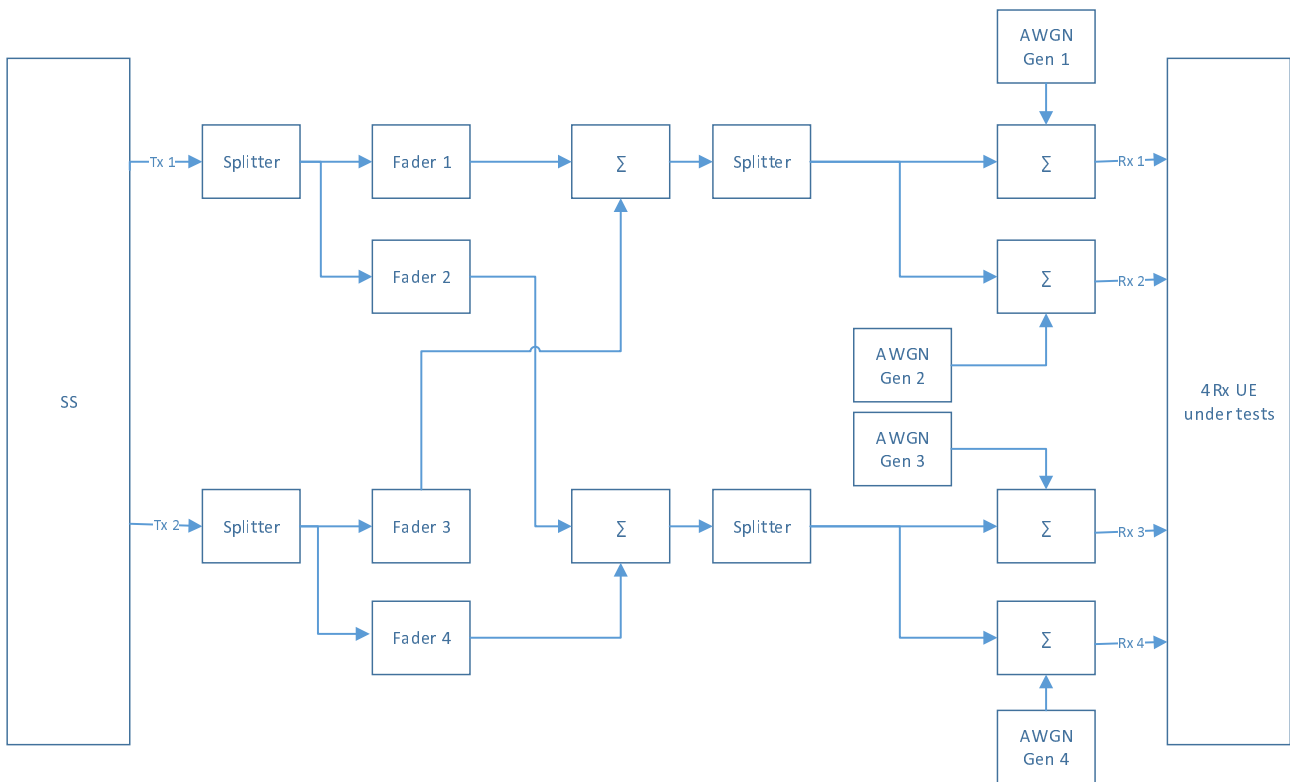 AWGN
Gen 1
Tx 1
Splitter
Fader 1
∑
Splitter
∑
Rx 1
Fader 2
∑
Rx 2
AWGN
Gen 2
SS
4Rx UE
under tests
AWGN
Gen 3
Tx 2
Splitter
Fader 3
∑
Splitter
∑
Rx 3
Fader 4
∑
Rx 4
AWGN
Gen 4